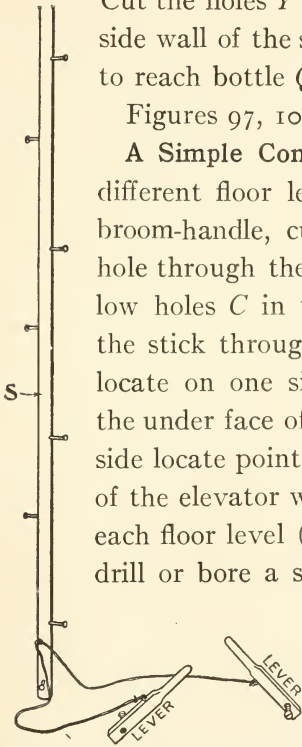 Cut the holes
side wall of the s
to reach bottle
Figures 97, 10
A Simple Con
different floor le
broom-handle, cu
hole through the
low holes C in
the stick throug
locate on one si
the under face of
side locate point
of the elevator w
each floor level (
drill or bore a s
S
LEVER
LEVER